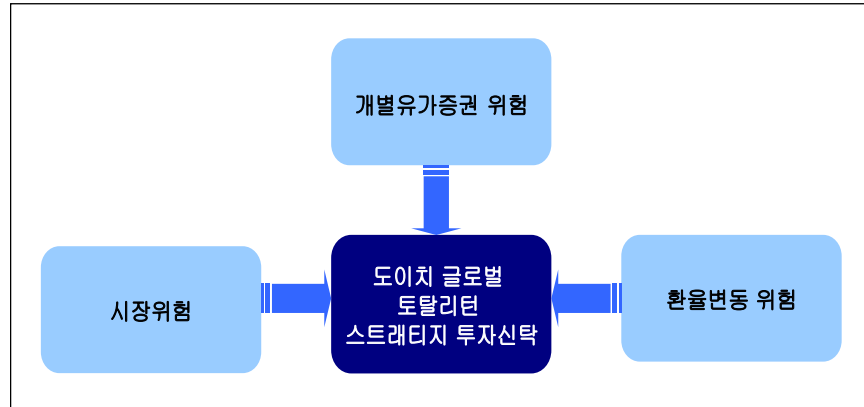 개별유가증권 위험
시장위험
도이치 글로벌
토탈리턴
스트래티지 투자신탁
환율변동 위험